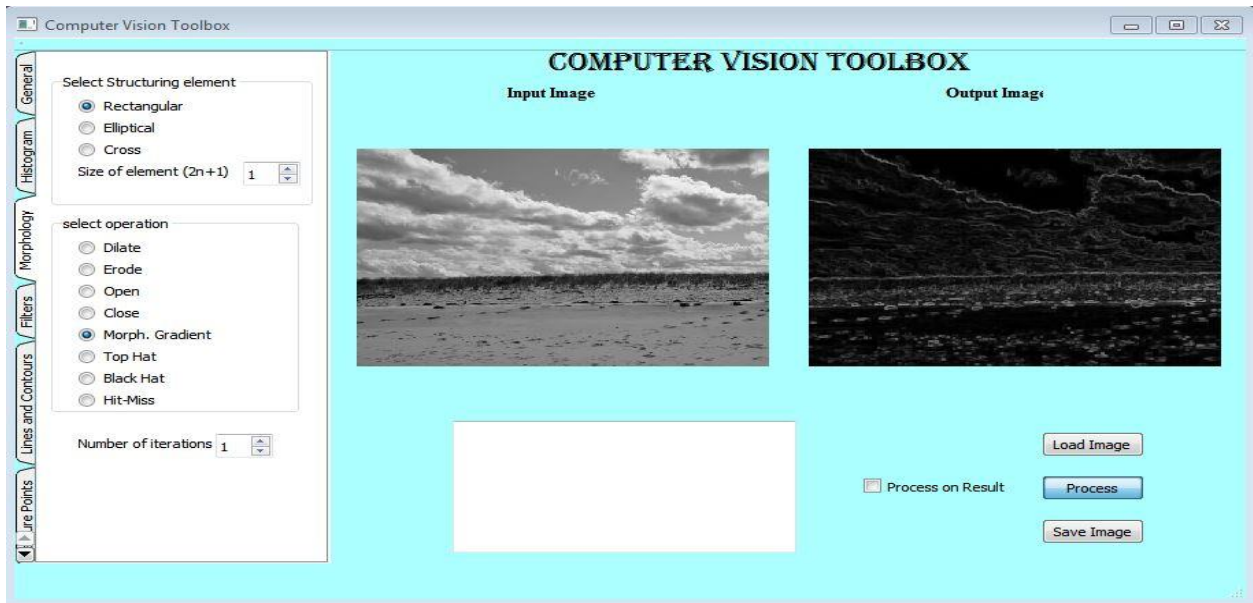 Computer Vision Toolbox
COMPUTER VISION TOOLBOX
Input Image
Output Image
General
Histogram
Morphology
Filters
Lines and Contours
ure Points
Select Structuring element
Rectangular
Elliptical
Cross
Size of element (2n+1) 1
select operation
Dilate
Erode
Open
Close
Morph. Gradient
Top Hat
Black Hat
Hit-Miss
Number of iterations 1
Load Image
Process on Result
Process
Save Image